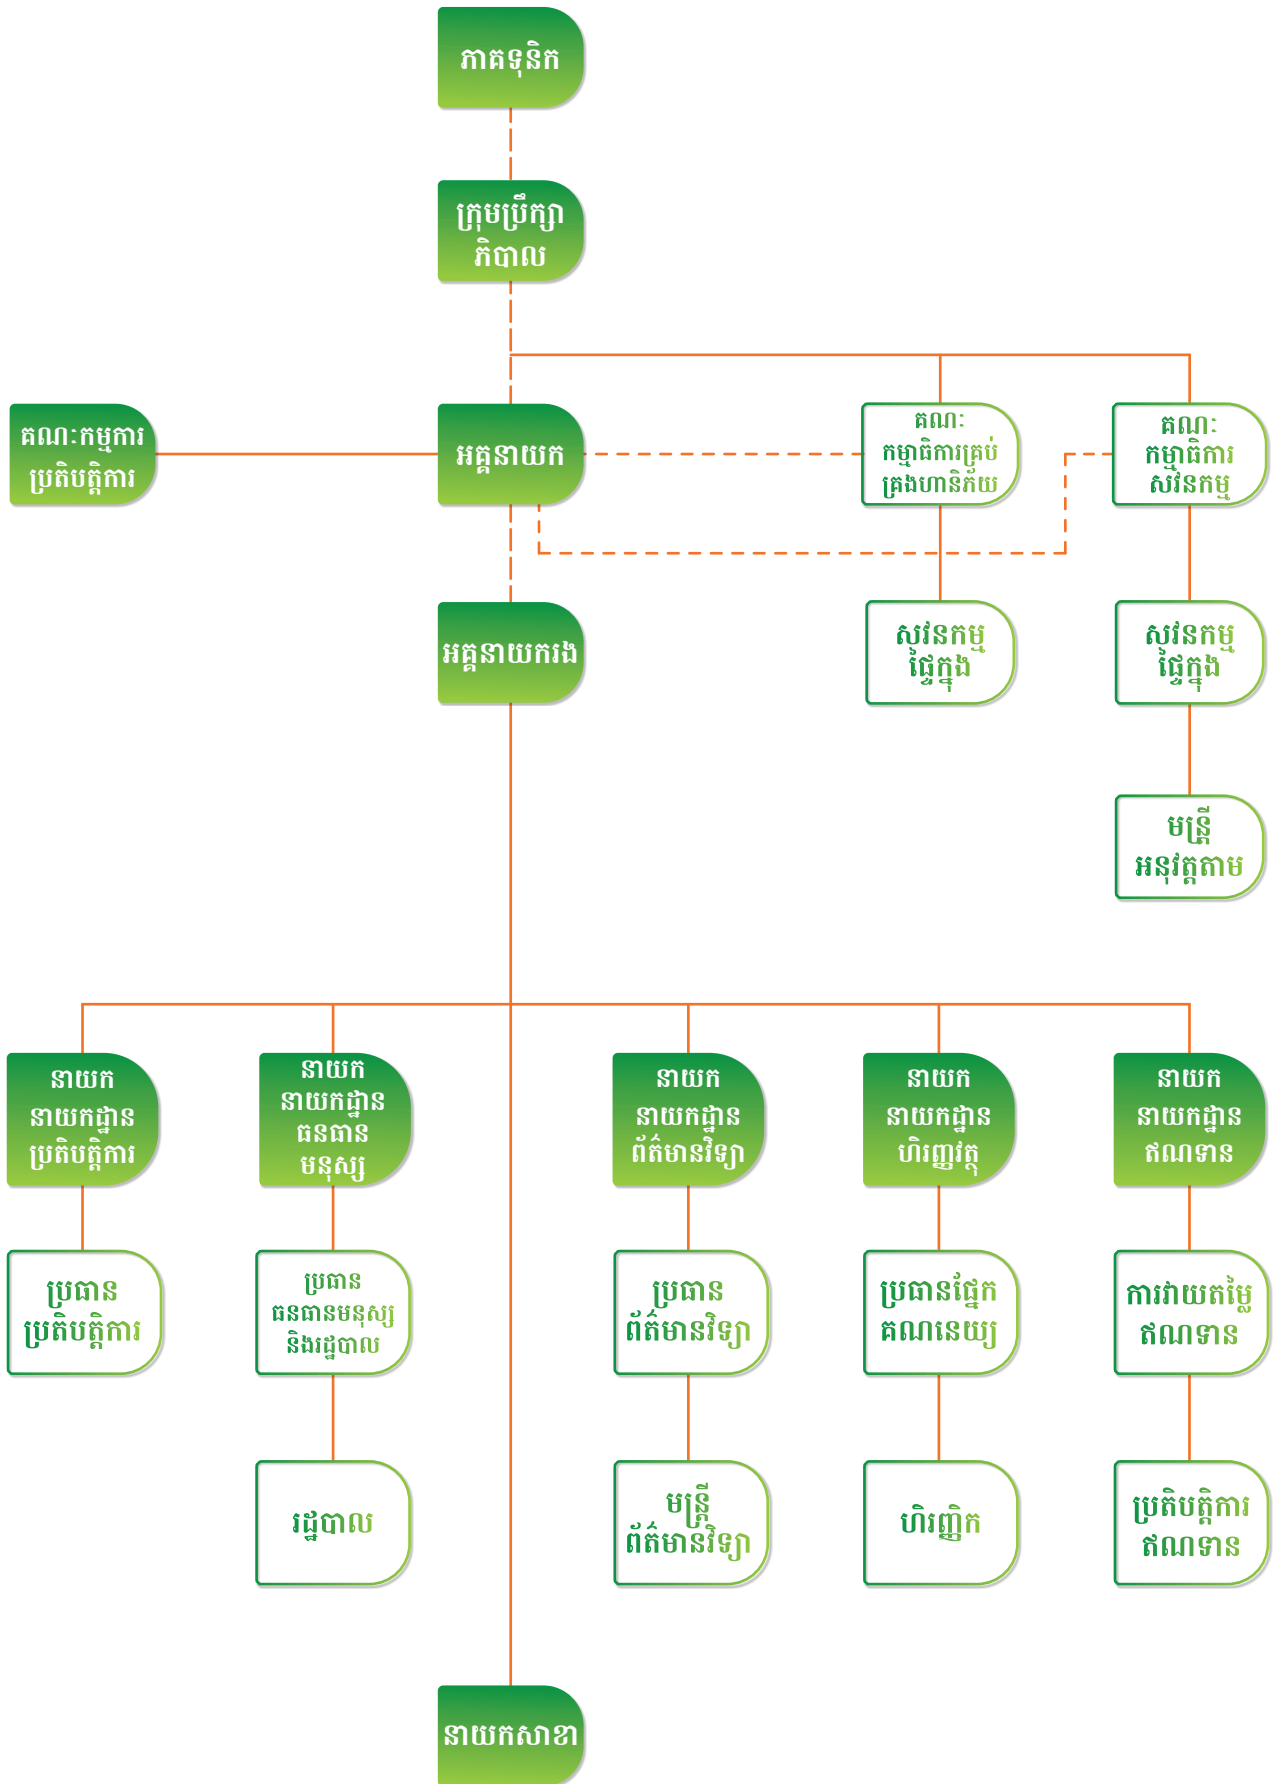 ភាគទុនិក
ក្រុមប្រឹក្សា
ភិបាល
គណៈកម្មការ
ប្រតិបត្តិការ
អគ្គនាយក
គណៈ
កម្មាធិការគ្រប់
គ្រងហានិភ័យ
គណៈ
កម្មាធិការ
សវនកម្ម
អគ្គនាយករង
សវនកម្ម
ផ្ទៃក្នុង
សវនកម្ម
ផ្ទៃក្នុង
មន្ត្រី
អនុវត្តតាម
នាយក
នាយកដ្ឋាន
ប្រតិបត្តិការ
នាយក
នាយកដ្ឋាន
ធនធាន
មនុស្ស
នាយក
នាយកដ្ឋាន
ព័ត៌មានវិទ្យា
នាយក
នាយកដ្ឋាន
ហិរញ្ញវត្ថុ
នាយក
នាយកដ្ឋាន
ឥណទាន
ប្រធាន
ប្រតិបត្តិការ
ប្រធាន
ធនធានមនុស្ស
និងរដ្ឋបាល
ប្រធាន
ព័ត៌មានវិទ្យា
ប្រធានផ្នែក
គណនេយ្យ
ការវាយតម្លៃ
ឥណទាន
រដ្ឋបាល
មន្ត្រី
ព័ត៌មានវិទ្យា
ហិរញ្ញិក
ប្រតិបត្តិការ
ឥណទាន
នាយកសាខា